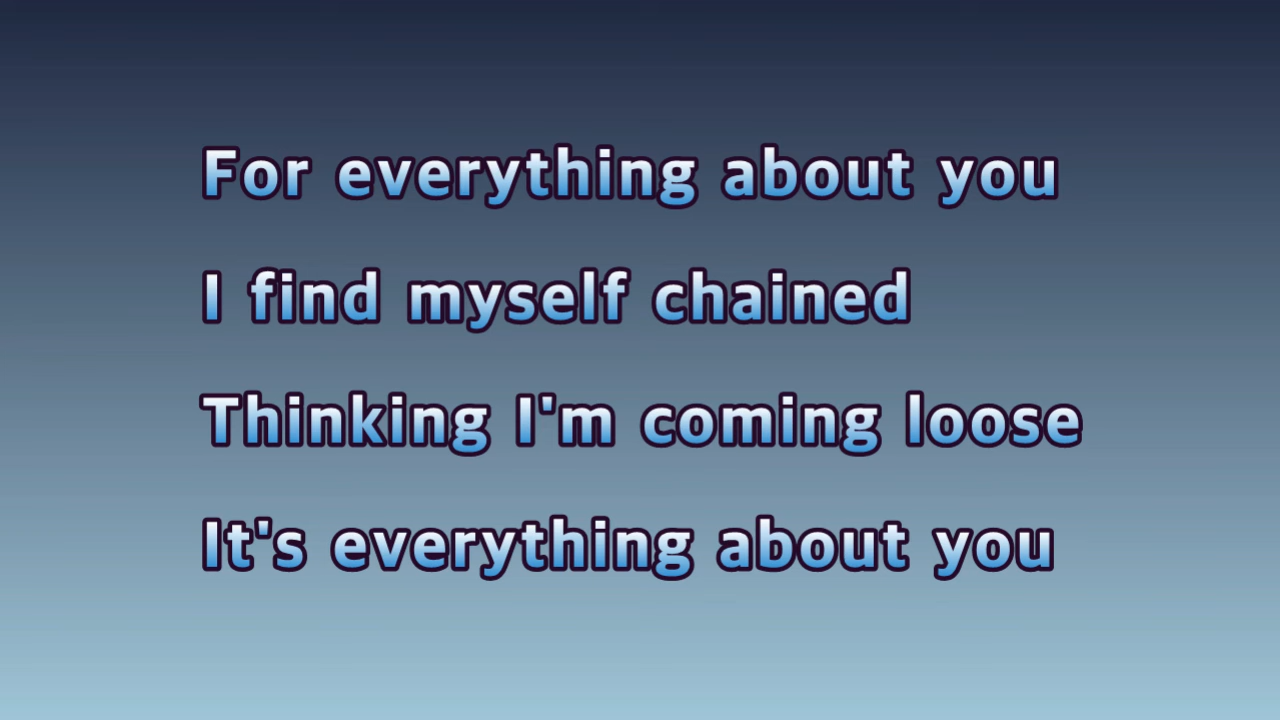 For everything about you
I find myself chained
Thinking I'm coming loose
It's everything about you